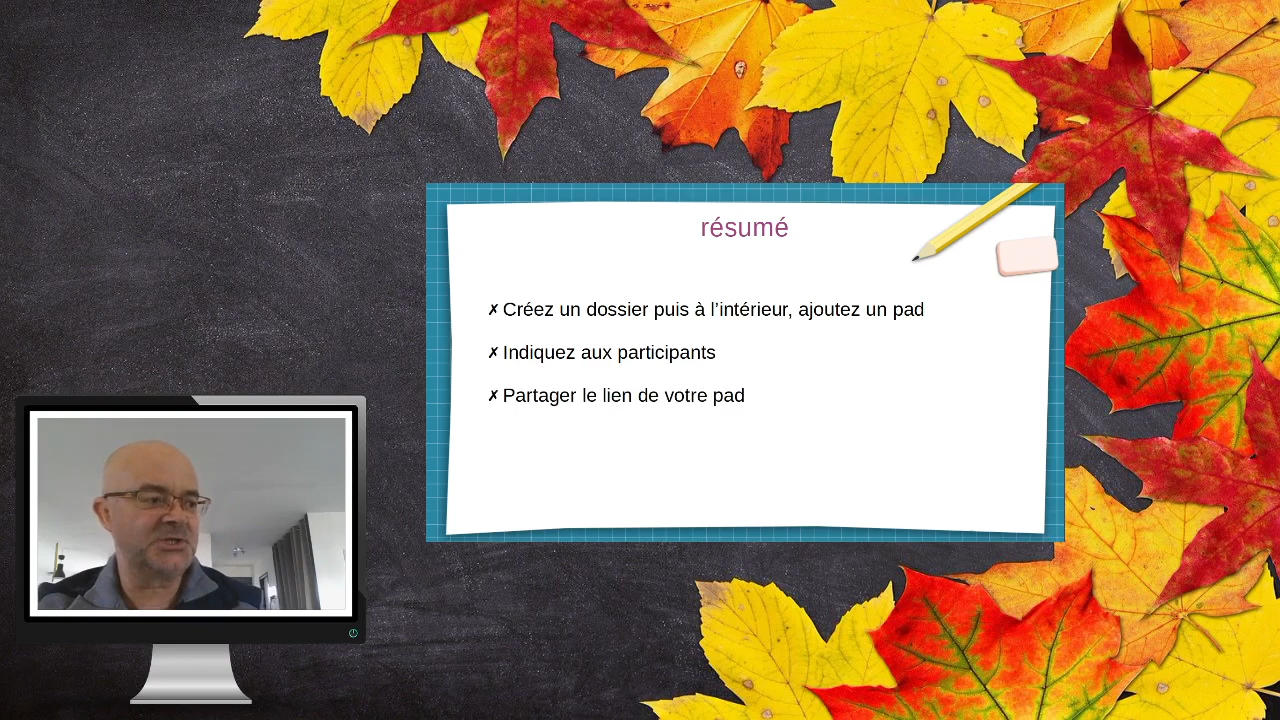 résumé
✗ Créez un dossier puis à l’intérieur, ajoutez un pad
✗ Indiquez aux participants
✗ Partager le lien de votre pad